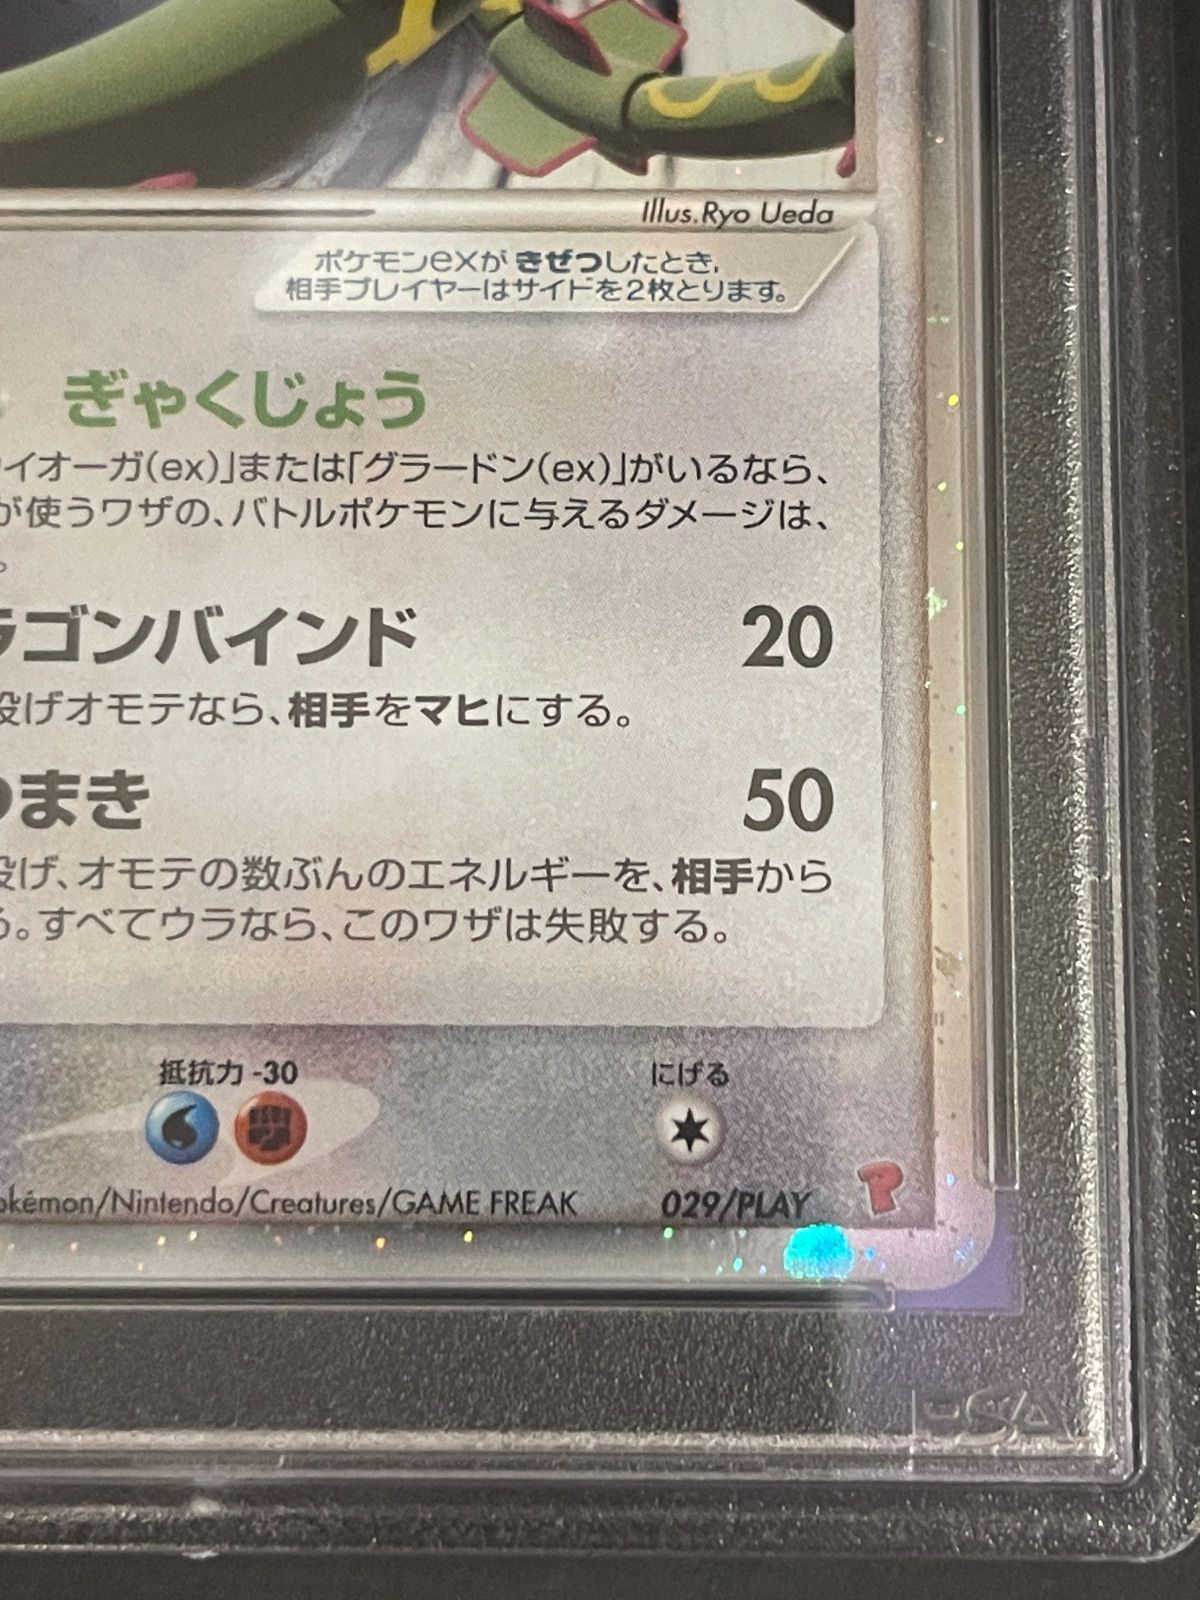 Illus.Ryo Ueda
ポケモンexが きぜつしたとき,
相手プレイヤーはサイドを2枚とります。
ぎゃくじょう
イオーガ(ex)」または「グラードン(ex)」がいるなら、
が使うワザの、バトルポケモンに与えるダメージは、
。
ラゴンバインド 20
投げオモテなら、相手をマヒにする。
つまき 50
投げ、オモテの数ぶんのエネルギーを、相手から
る。すべてウラなら、このワザは失敗する。
抵抗力 -30 にげる
okémon/Nintendo/Creatures/GAME FREAK 029/PLAY P
PSA